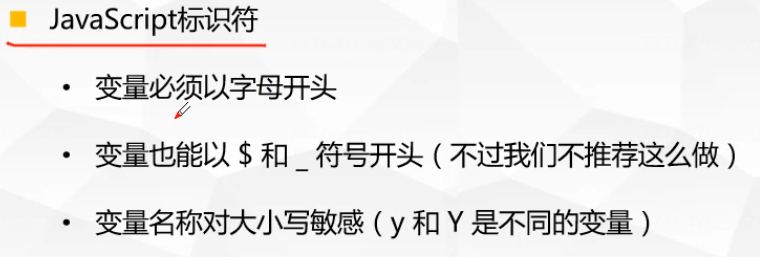 JavaScript标识符
变量必须以字母开头
变量也能以 $ 和 _ 符号开头（不过我们不推荐这么做）
变量名称对大小写敏感（y 和 Y 是不同的变量）